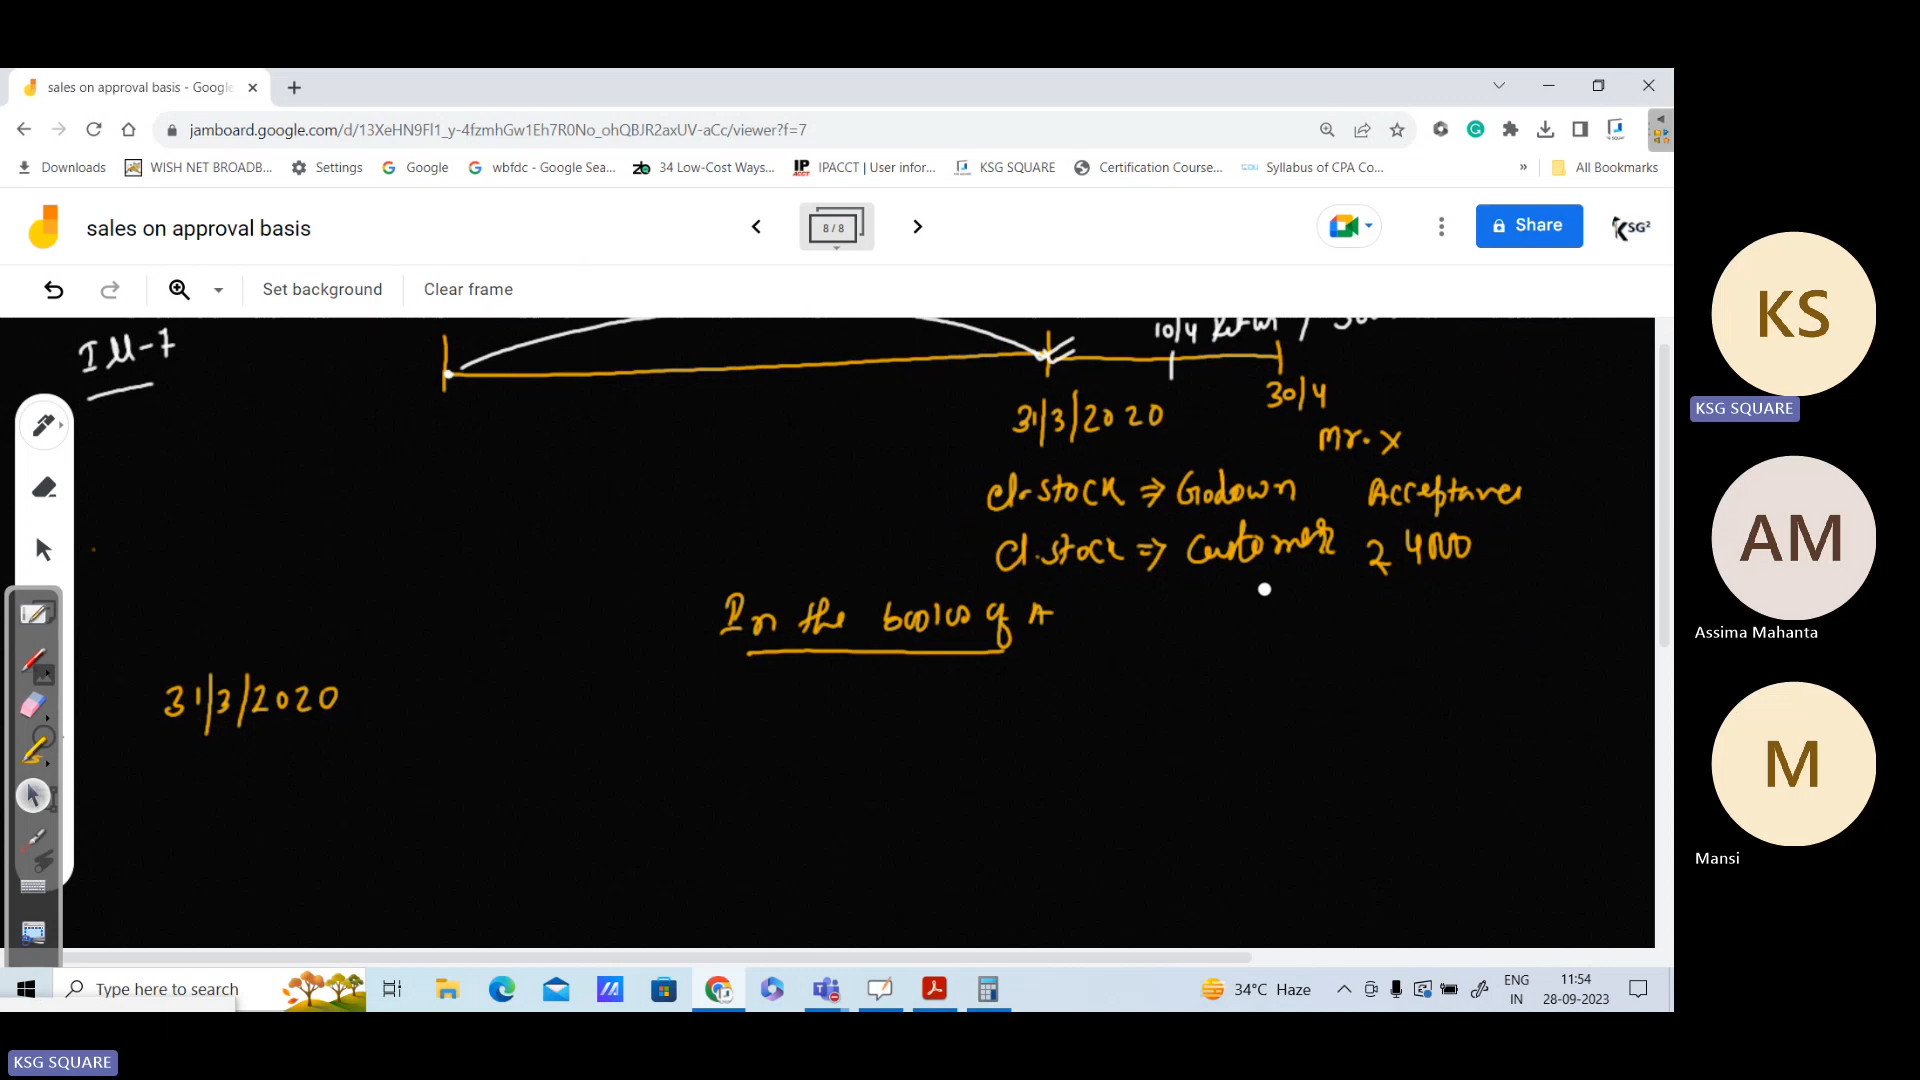 sales on approval basis - Google
jamboard.google.com/d/13XeHN9Fl1_y-4fzmhGw1Eh7R0No_ohQBJR2axUV-aCc/viewer?f=7
Downloads WISH NET BROADB... Settings Google wbfdc - Google Sea... 34 Low-Cost Ways... IPACCT | User infor... KSG SQUARE Certification Course... Syllabus of CPA Co... » All Bookmarks
sales on approval basis
8 / 8
Share
KSG²
Set background
Clear frame
Ill-7
10/4
31/3/2020
30/4
Mr. X
Cl-stock ⇒ Godown Acceptance
Cl.stock ⇒ Customer
In the books of A
31/3/2020
KS
KSG SQUARE
AM
Assima Mahanta
M
Mansi
Type here to search
34°C Haze
ENG
IN
11:54
28-09-2023
KSG SQUARE